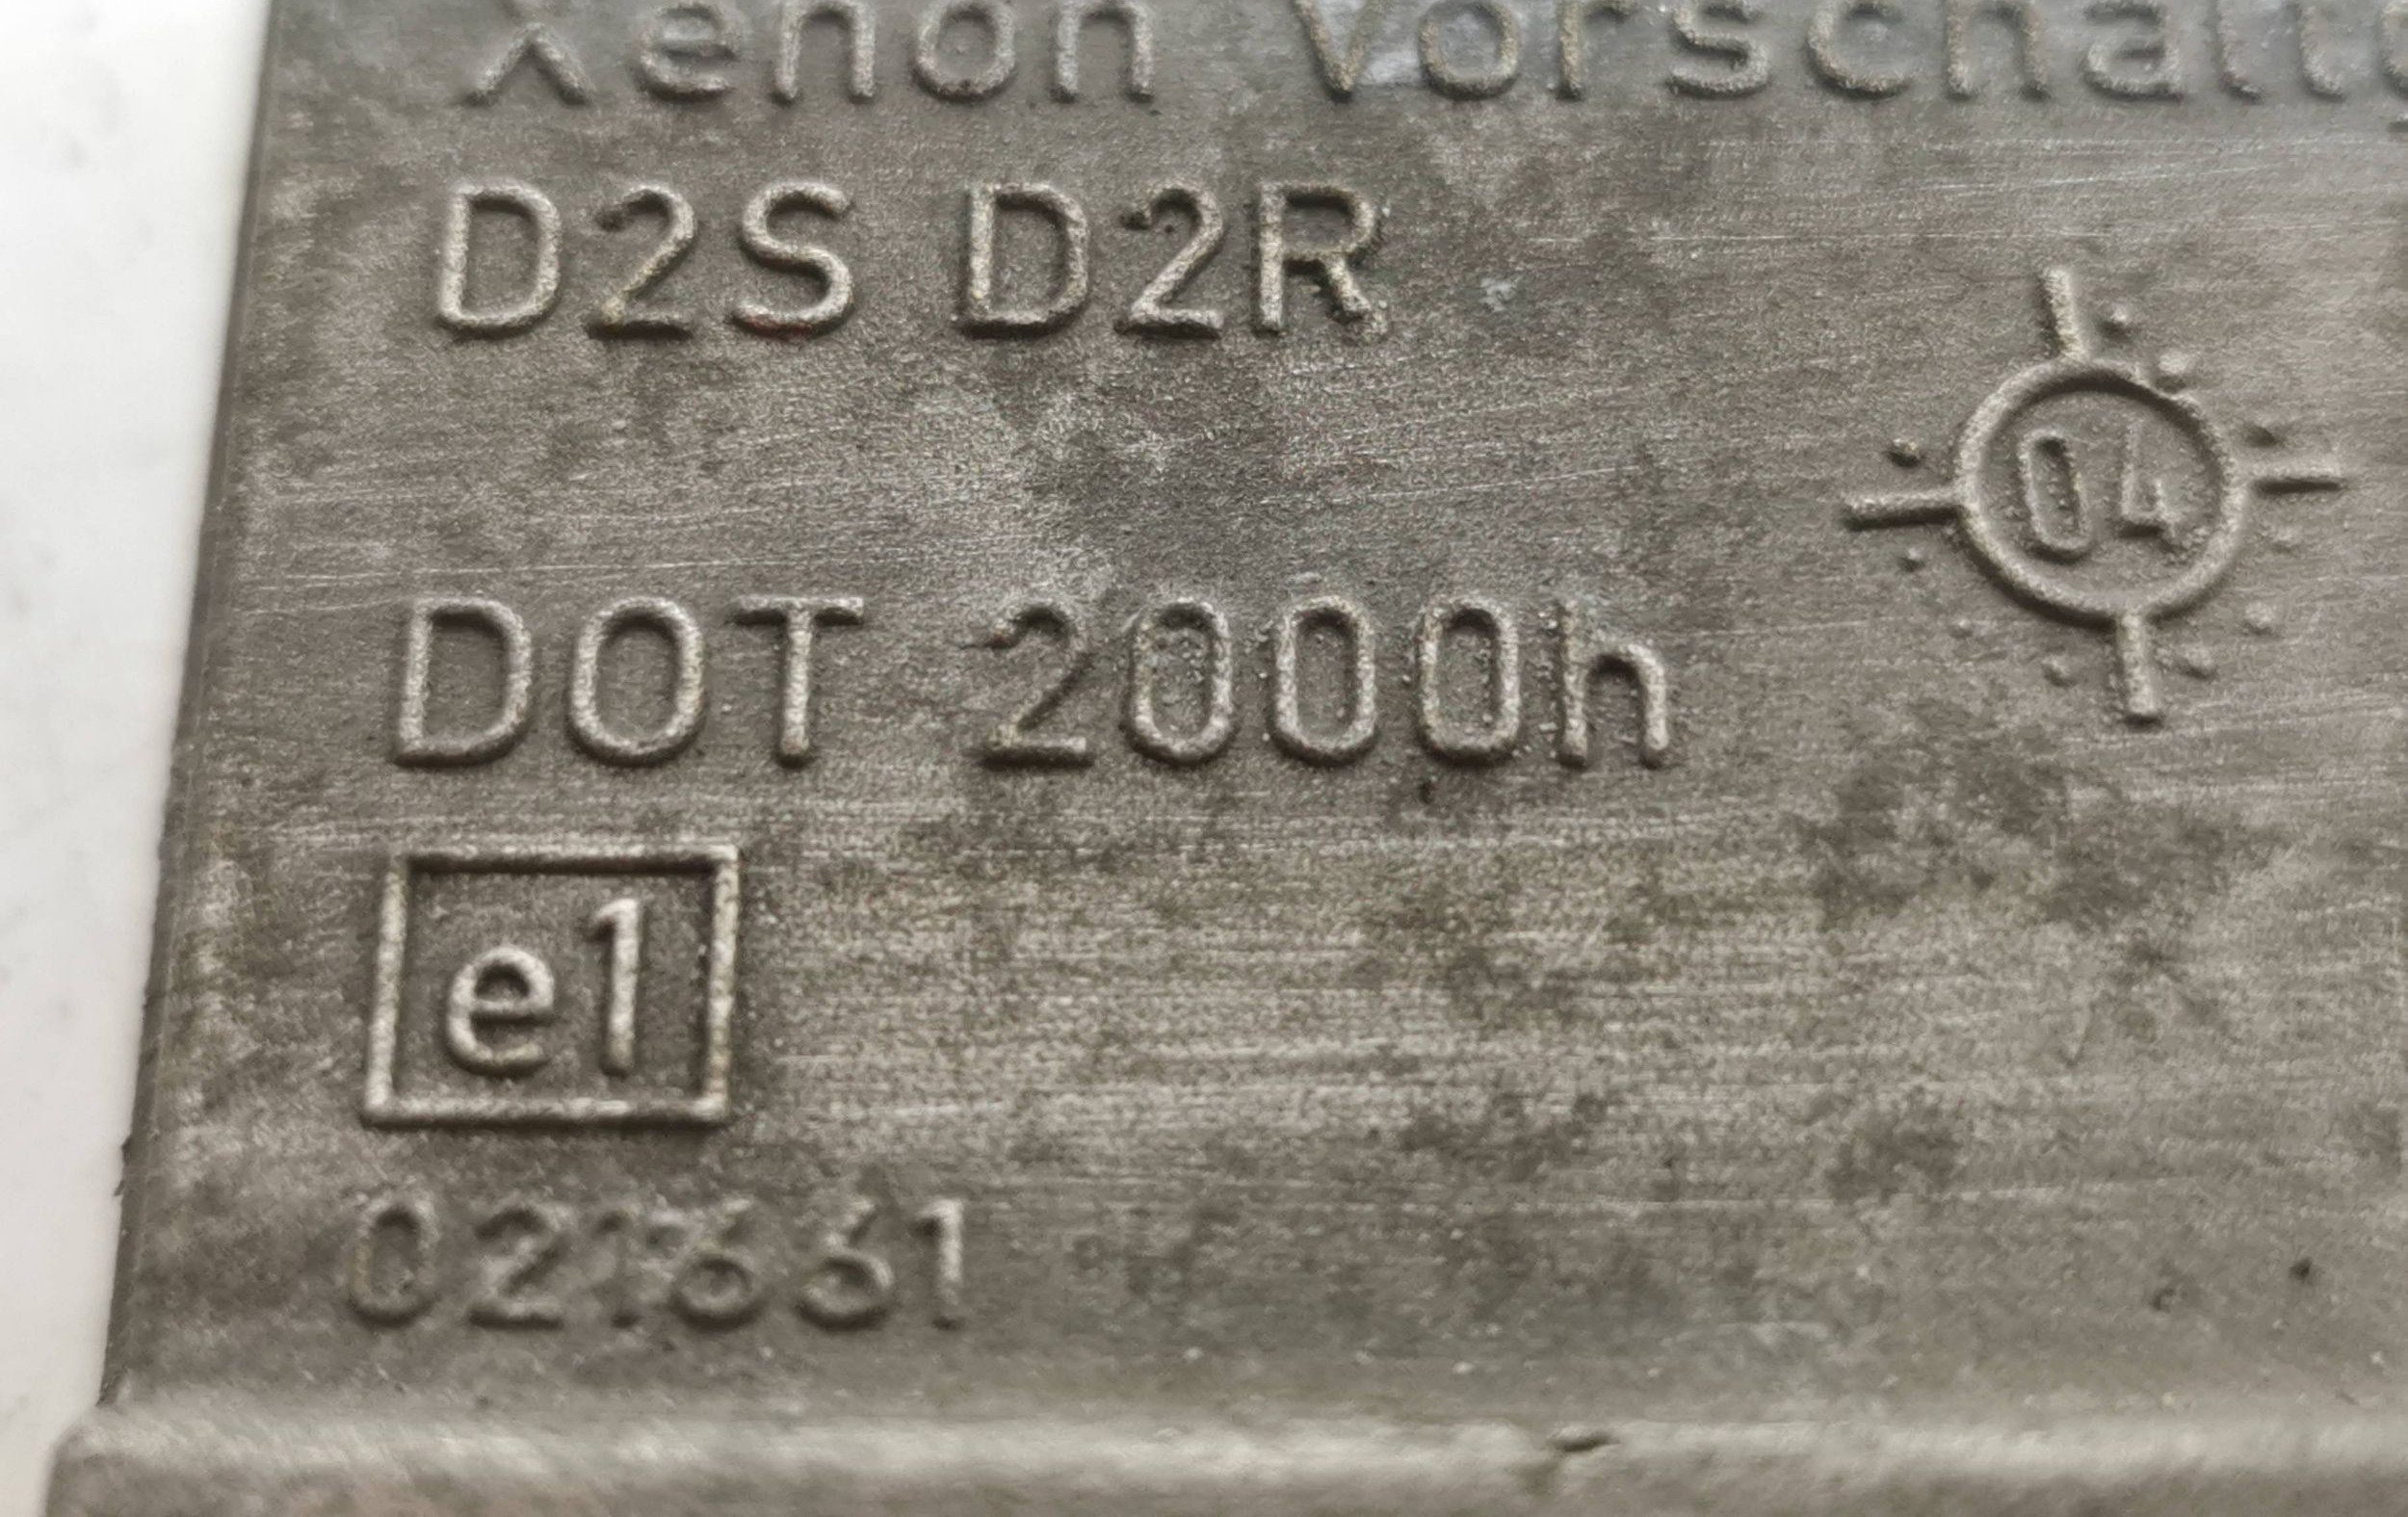 Xenon Vorschaltg
D2S D2R
04
DOT 2000h
e1
021661